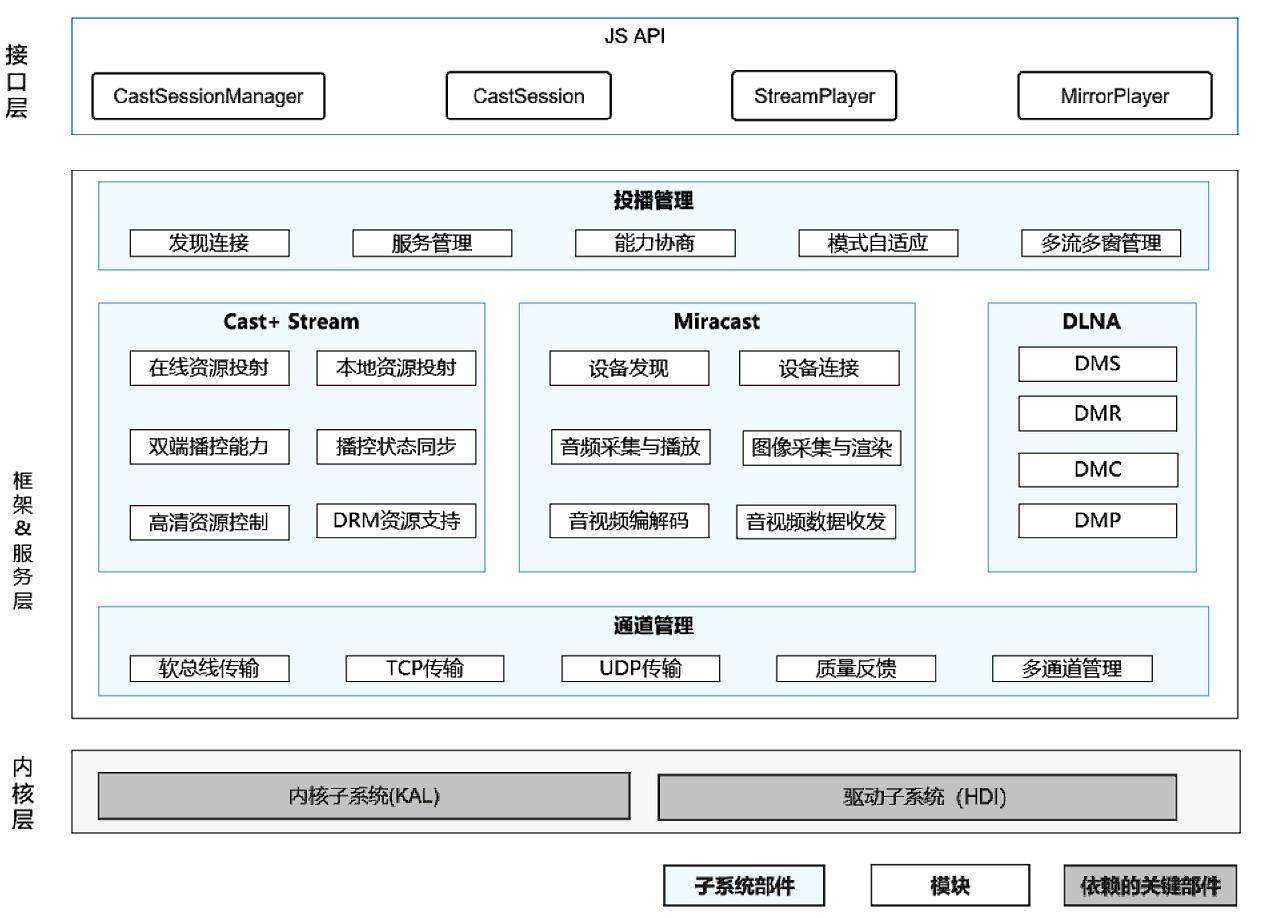 接口层
JS API
CastSessionManager
CastSession
StreamPlayer
MirrorPlayer
框架&服务层
投播管理
发现连接
服务管理
能力协商
模式自适应
多流多窗管理
Cast+ Stream
在线资源投射
本地资源投射
双端播控能力
播控状态同步
高清资源控制
DRM资源支持
Miracast
设备发现
设备连接
音频采集与播放
图像采集与渲染
音视频编解码
音视频数据收发
DLNA
DMS
DMR
DMC
DMP
通道管理
软总线传输
TCP传输
UDP传输
质量反馈
多通道管理
内核层
内核子系统(KAL)
驱动子系统（HDI）
子系统部件
模块
依赖的关键部件